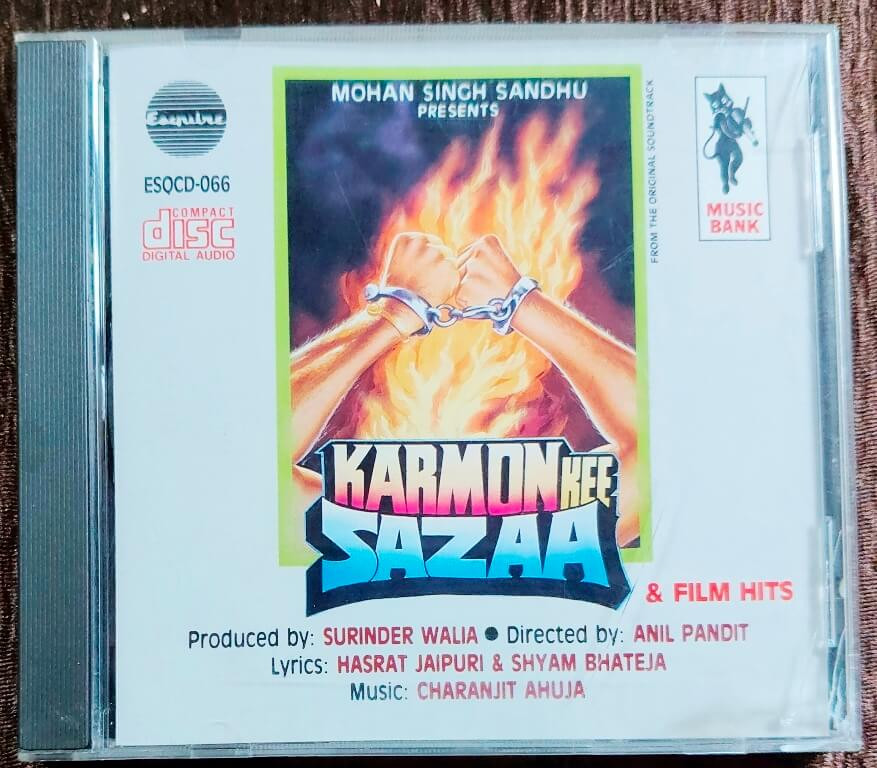 MOHAN SINGH SANDHU
PRESENTS
Esquire
ESQCD-066
COMPACT
disc
DIGITAL AUDIO
FROM THE ORIGINAL SOUNDTRACK
MUSIC
BANK
KARMON KEE
SAZAA
& FILM HITS
Produced by: SURINDER WALIA ● Directed by: ANIL PANDIT
Lyrics: HASRAT JAIPURI & SHYAM BHATEJA
Music: CHARANJIT AHUJA